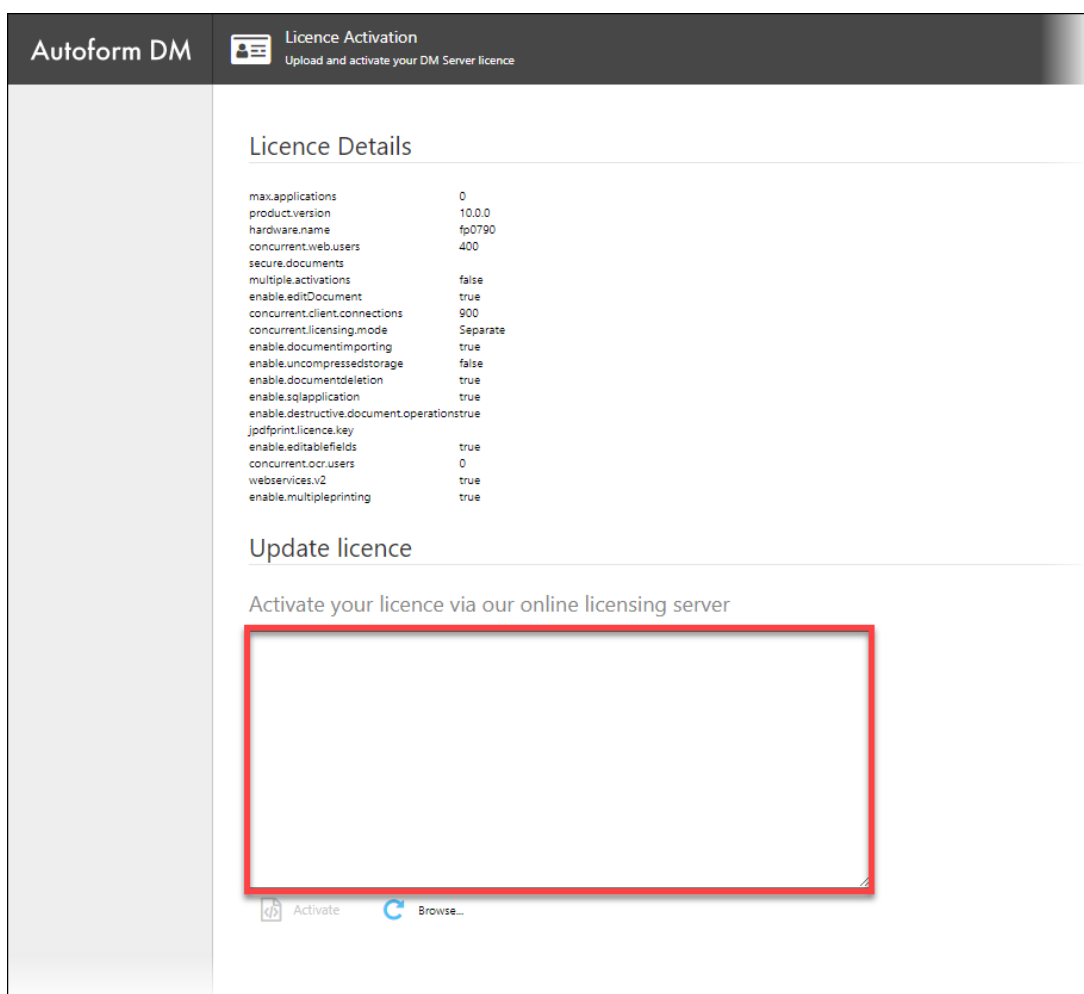 Autoform DM
Licence Activation
Upload and activate your DM Server licence
Licence Details
max.applications 0
product.version 10.0.0
hardware.name fp0790
concurrent.web.users 400
secure.documents
multiple.activations false
enable.editDocument true
concurrent.client.connections 900
concurrent.licensing.mode Separate
enable.documentimporting true
enable.uncompressedstorage false
enable.documentdeletion true
enable.sqlapplication true
enable.destructive.document.operationstrue
jpdfprint.licence.key
enable.editablefields true
concurrent.ocr.users 0
webservices.v2 true
enable.multipleprinting true
Update licence
Activate your licence via our online licensing server
Activate Browse...